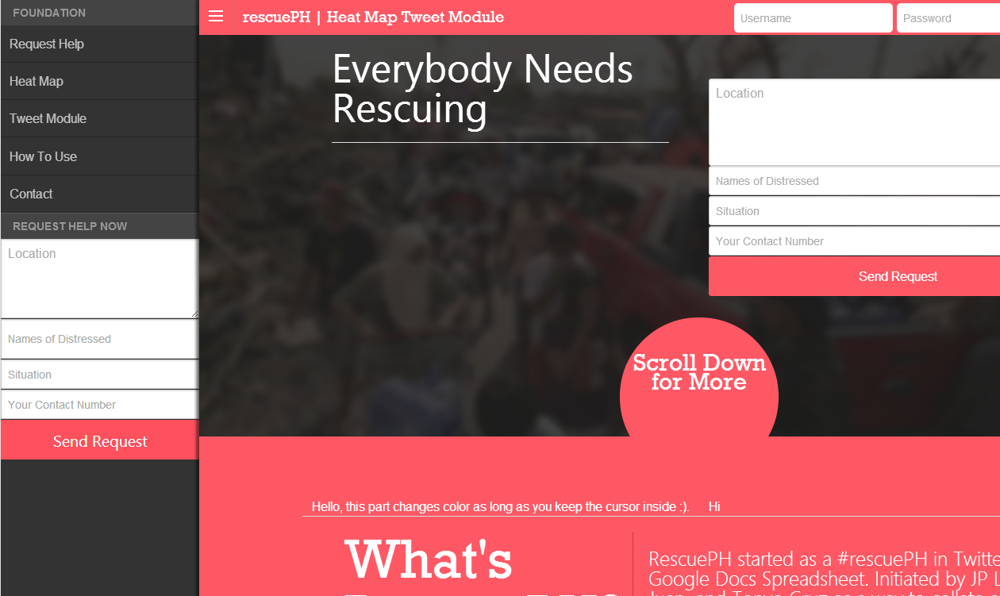 FOUNDATION
Request Help
Heat Map
Tweet Module
How To Use
Contact
REQUEST HELP NOW
Location
Names of Distressed
Situation
Your Contact Number
Send Request
rescuePH | Heat Map Tweet Module
Username
Password
Everybody Needs
Rescuing
Location
Names of Distressed
Situation
Your Contact Number
Send Request
Scroll Down
for More
Hello, this part changes color as long as you keep the cursor inside :).
Hi
What's
RescuePH started as a #rescuePH in Twitte
Google Docs Spreadsheet. Initiated by JP